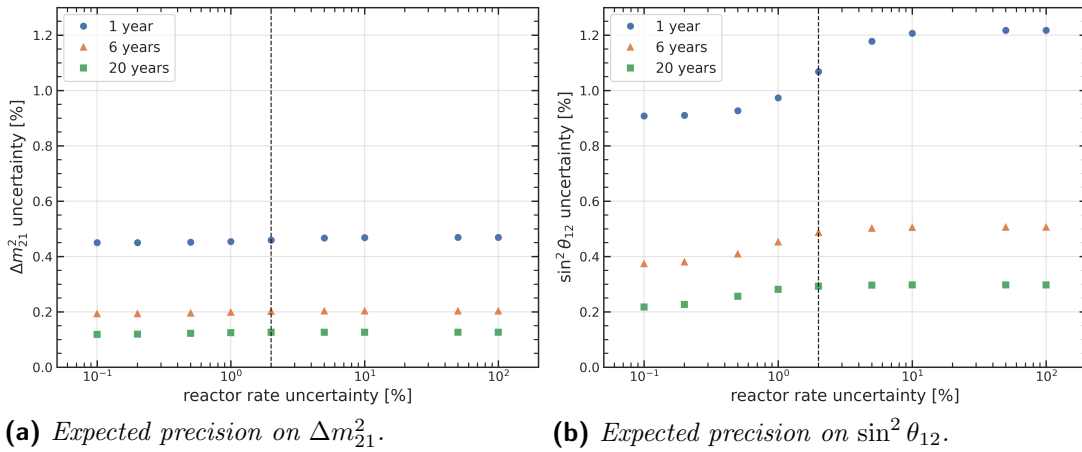 1.2
1.0
0.8
0.6
0.4
0.2
0.0
Δm²₂₁ uncertainty [%]
1 year
6 years
20 years
10⁻¹ 10⁰ 10¹ 10²
reactor rate uncertainty [%]
(a) Expected precision on Δm²₂₁.
1.2
1.0
0.8
0.6
0.4
0.2
0.0
sin² θ₁₂ uncertainty [%]
1 year
6 years
20 years
10⁻¹ 10⁰ 10¹ 10²
reactor rate uncertainty [%]
(b) Expected precision on sin² θ₁₂.